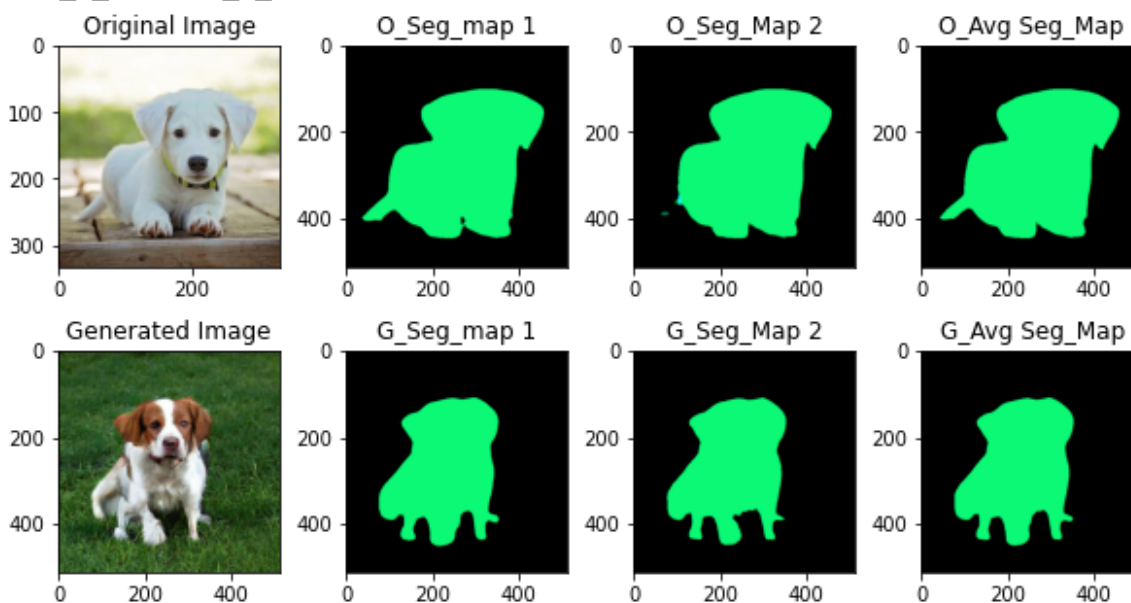 Original Image O_Seg_map 1 O_Seg_Map 2 O_Avg Seg_Map
0 0 0 0
100
200 200 200 200
200
400 400 400
300
0 200 0 200 400 0 200 400 0 200 400
Generated Image G_Seg_map 1 G_Seg_Map 2 G_Avg Seg_Map
0 0 0 0
200 200 200 200
400 400 400 400
0 200 400 0 200 400 0 200 400 0 200 400